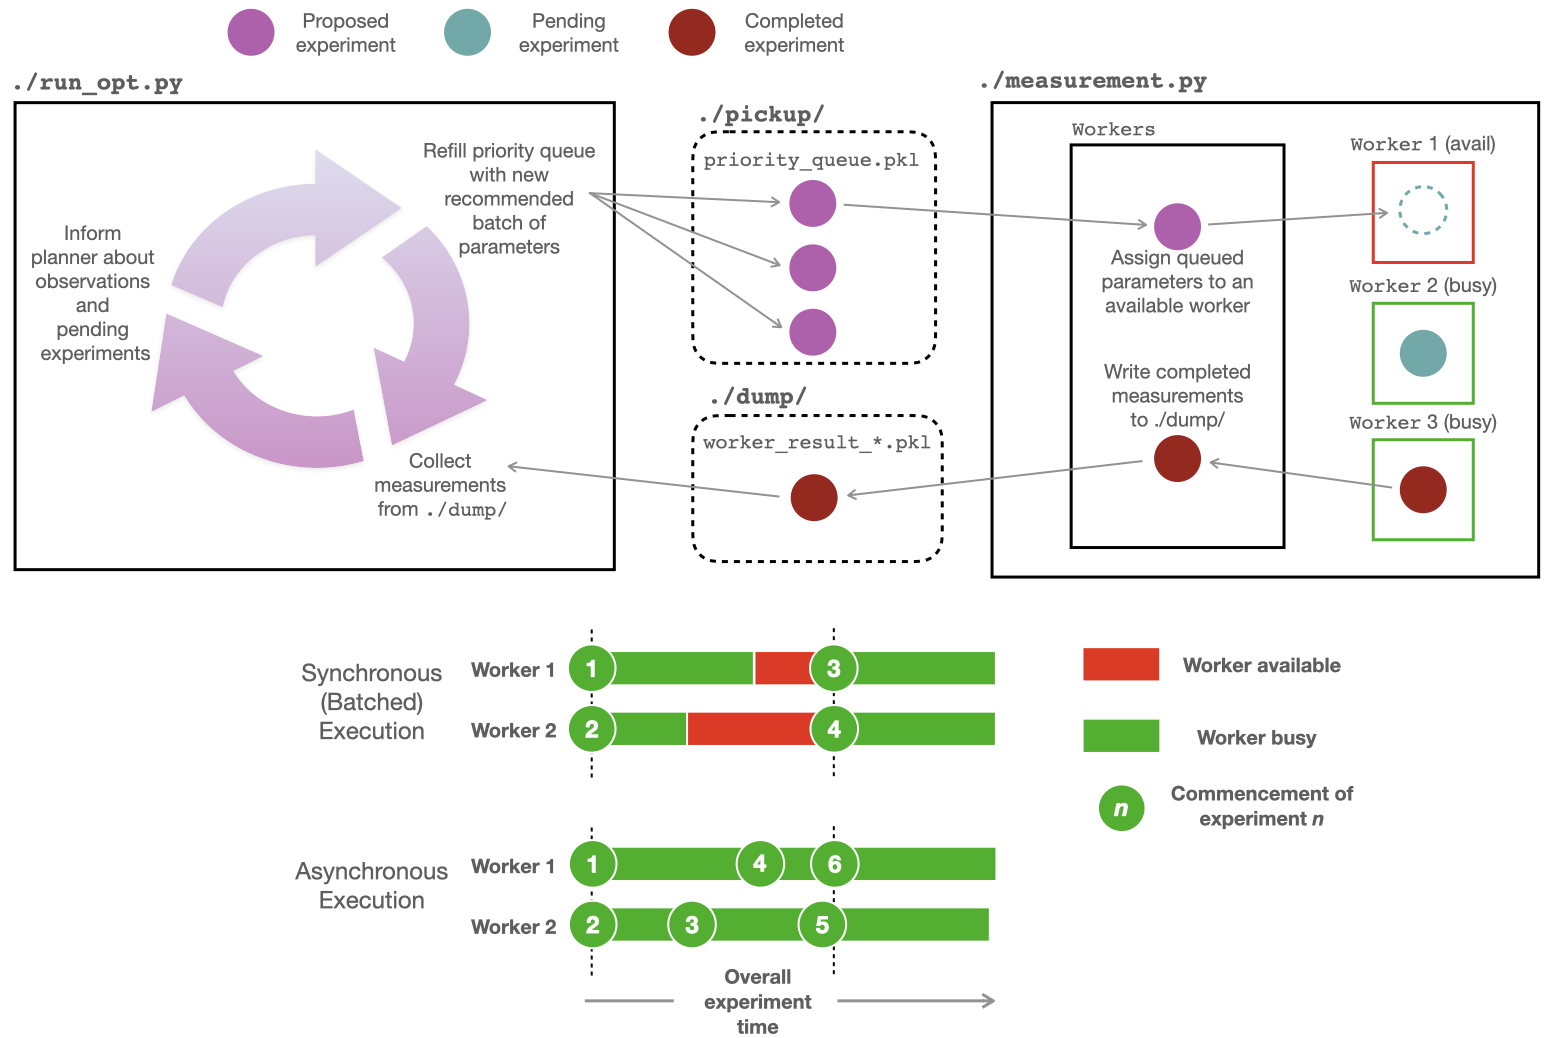 Proposed
experiment
Pending
experiment
Completed
experiment
./run_opt.py
Inform
planner about
observations
and
pending
experiments
Refill priority queue
with new
recommended
batch of
parameters
Collect
measurements
from ./dump/
./pickup/
priority_queue.pkl
./dump/
worker_result_*.pkl
./measurement.py
Workers
Assign queued
parameters to an
available worker
Write completed
measurements
to ./dump/
Worker 1 (avail)
Worker 2 (busy)
Worker 3 (busy)
Synchronous
(Batched)
Execution
Worker 1
1
3
Worker 2
2
4
Asynchronous
Execution
Worker 1
1
4
6
Worker 2
2
3
5
Overall
experiment
time
Worker available
Worker busy
n
Commencement of
experiment n